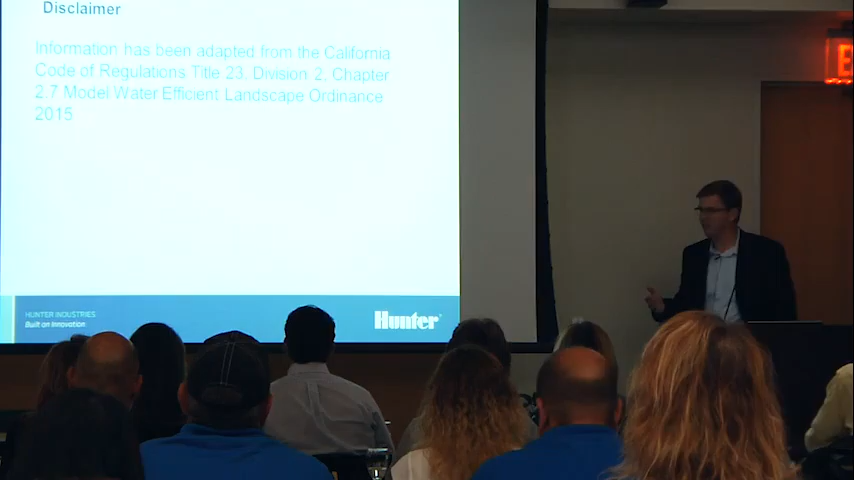 Disclaimer
Information has been adapted from the California
Code of Regulations Title 23, Division 2, Chapter
2.7 Model Water Efficient Landscape Ordinance
2015
HUNTER INDUSTRIES
Built on Innovation
Hunter
E